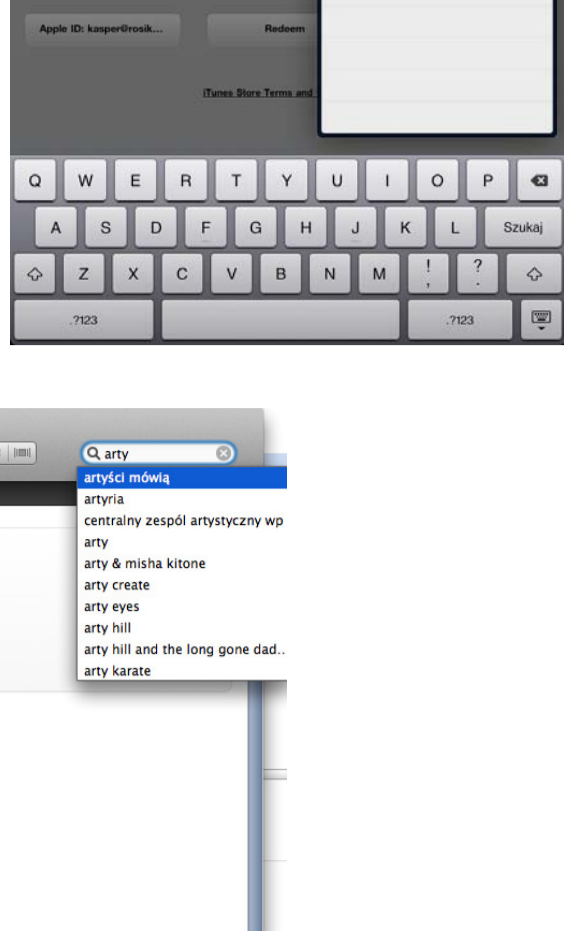 Apple ID: kasper@rosik...
Redeem
iTunes Store Terms and
Q W E R T Y U I O P
A S D F G H J K L Szukaj
Z X C V B N M ! , ? .
.?123 .?123
arty
artyści mówią
artyria
centralny zespól artystyczny wp
arty
arty & misha kitone
arty create
arty eyes
arty hill
arty hill and the long gone dad..
arty karate